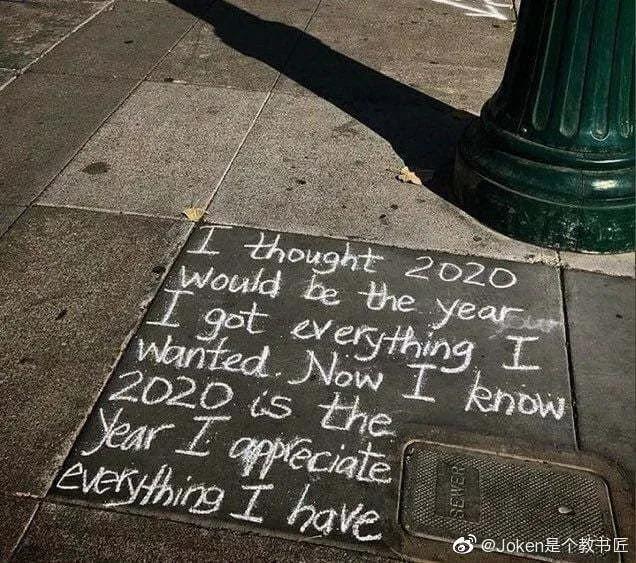 I thought 2020
would be the year
I got everything I
wanted. Now I know
2020 is the
year I appreciate
everything I have
SEWER
@Joken是个教书匠